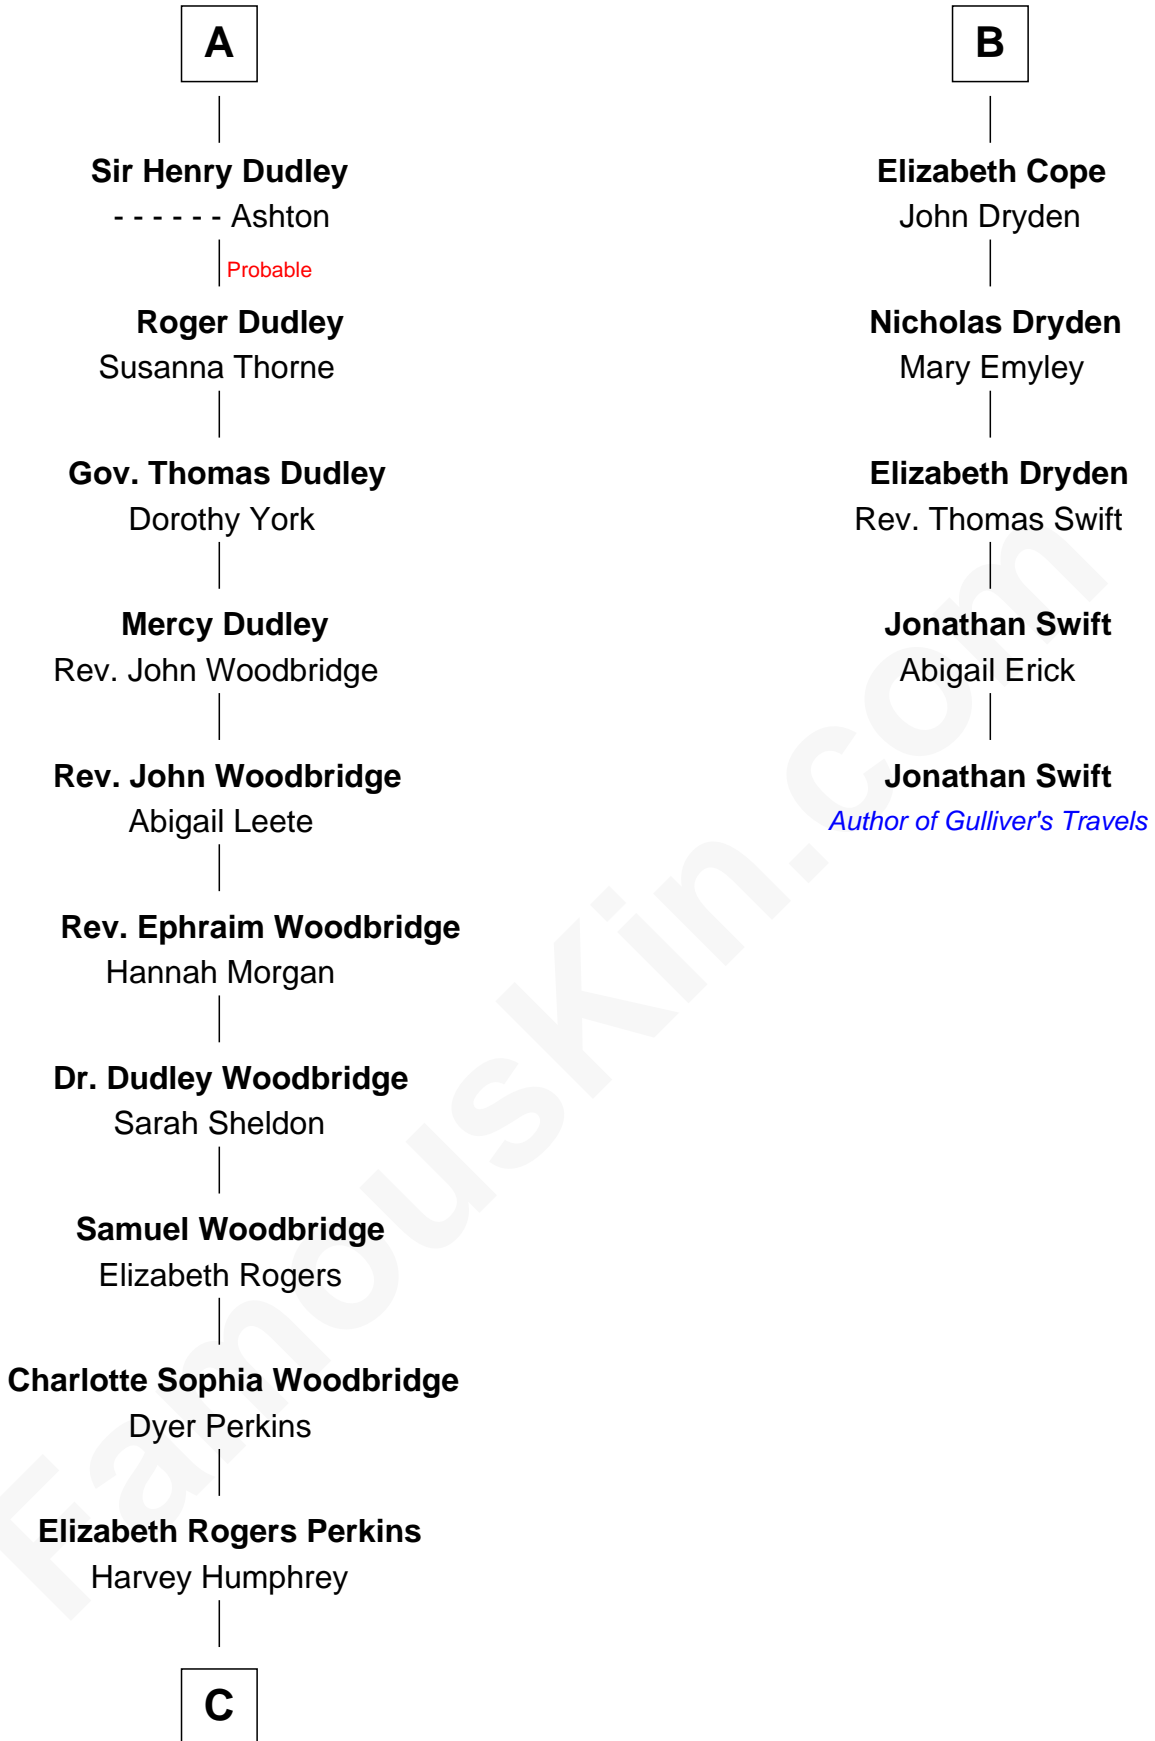 A
Sir Henry Dudley
- - - - - - Ashton
Probable
Roger Dudley
Susanna Thorne
Gov. Thomas Dudley
Dorothy York
Mercy Dudley
Rev. John Woodbridge
Rev. John Woodbridge
Abigail Leete
Rev. Ephraim Woodbridge
Hannah Morgan
Dr. Dudley Woodbridge
Sarah Sheldon
Samuel Woodbridge
Elizabeth Rogers
Charlotte Sophia Woodbridge
Dyer Perkins
Elizabeth Rogers Perkins
Harvey Humphrey
C
B
Elizabeth Cope
John Dryden
Nicholas Dryden
Mary Emyley
Elizabeth Dryden
Rev. Thomas Swift
Jonathan Swift
Abigail Erick
Jonathan Swift
Author of Gulliver's Travels
FamousKin.com